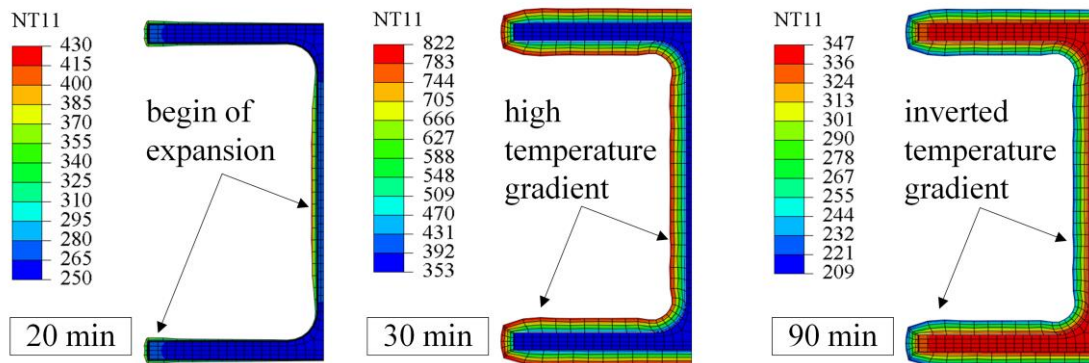 NT11
430
415
400
385
370
355
340
325
310
295
280
265
250
begin of
expansion
20 min
NT11
822
783
744
705
666
627
588
548
509
470
431
392
353
high
temperature
gradient
30 min
NT11
347
336
324
313
301
290
278
267
255
244
232
221
209
inverted
temperature
gradient
90 min